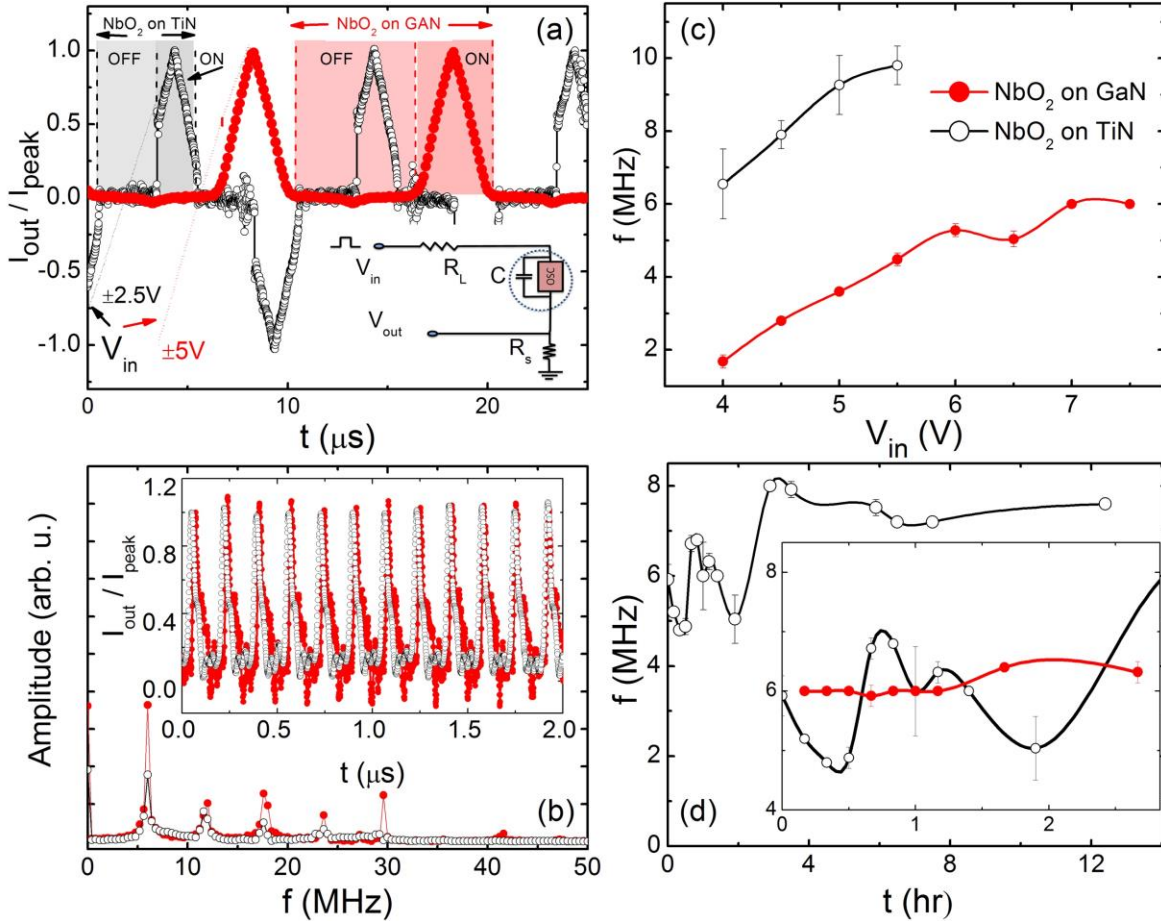 NbO2 on TiN
NbO2 on GAN
(a)
OFF
ON
OFF
ON
1.0
0.5
0.0
-0.5
-1.0
Iout / Ipeak
±2.5V
Vin
±5V
Vin
RL
C
OSC
Vout
Rs
0
10
20
t (μs)
(c)
10
8
6
4
2
f (MHz)
NbO2 on GaN
NbO2 on TiN
4
5
6
7
Vin (V)
Amplitude (arb. u.)
1.2
0.8
0.4
0.0
Iout / Ipeak
0.0
0.5
1.0
1.5
2.0
t (μs)
(b)
0
10
20
30
40
50
f (MHz)
8
6
4
2
0
f (MHz)
8
6
4
0
1
2
(d)
0
4
8
12
t (hr)